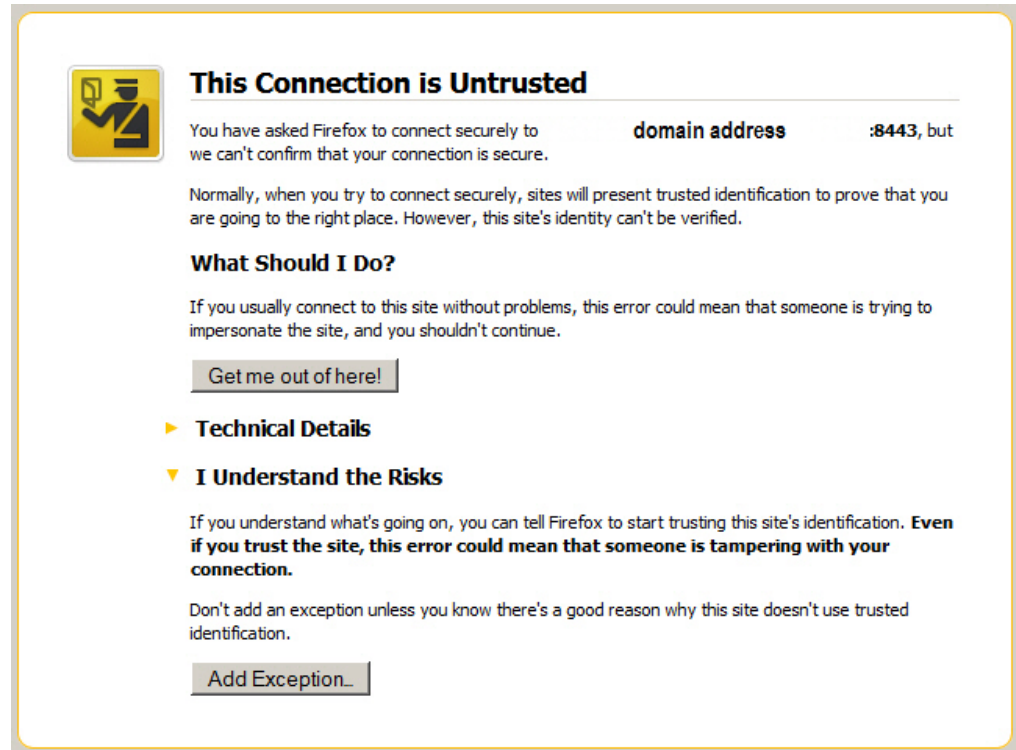 This Connection is Untrusted
You have asked Firefox to connect securely to domain address :8443, but
we can't confirm that your connection is secure.
Normally, when you try to connect securely, sites will present trusted identification to prove that you
are going to the right place. However, this site's identity can't be verified.
What Should I Do?
If you usually connect to this site without problems, this error could mean that someone is trying to
impersonate the site, and you shouldn't continue.
Get me out of here!
Technical Details
I Understand the Risks
If you understand what's going on, you can tell Firefox to start trusting this site's identification. Even
if you trust the site, this error could mean that someone is tampering with your
connection.
Don't add an exception unless you know there's a good reason why this site doesn't use trusted
identification.
Add Exception...